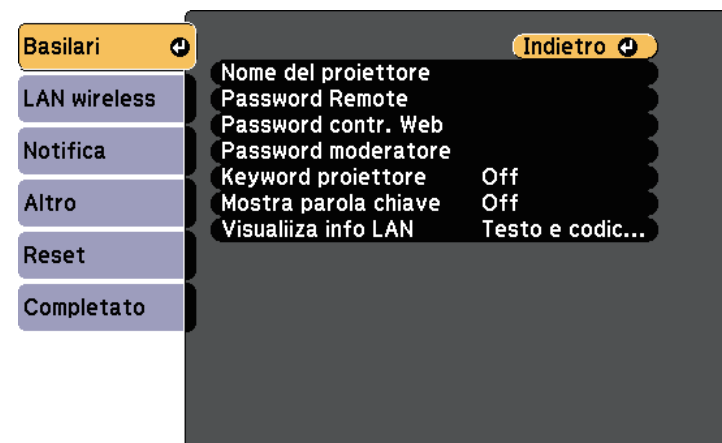 Basilari
LAN wireless
Notifica
Altro
Reset
Completato
Indietro
Nome del proiettore
Password Remote
Password contr. Web
Password moderatore
Keyword proiettore Off
Mostra parola chiave Off
Visualiiza info LAN Testo e codic...